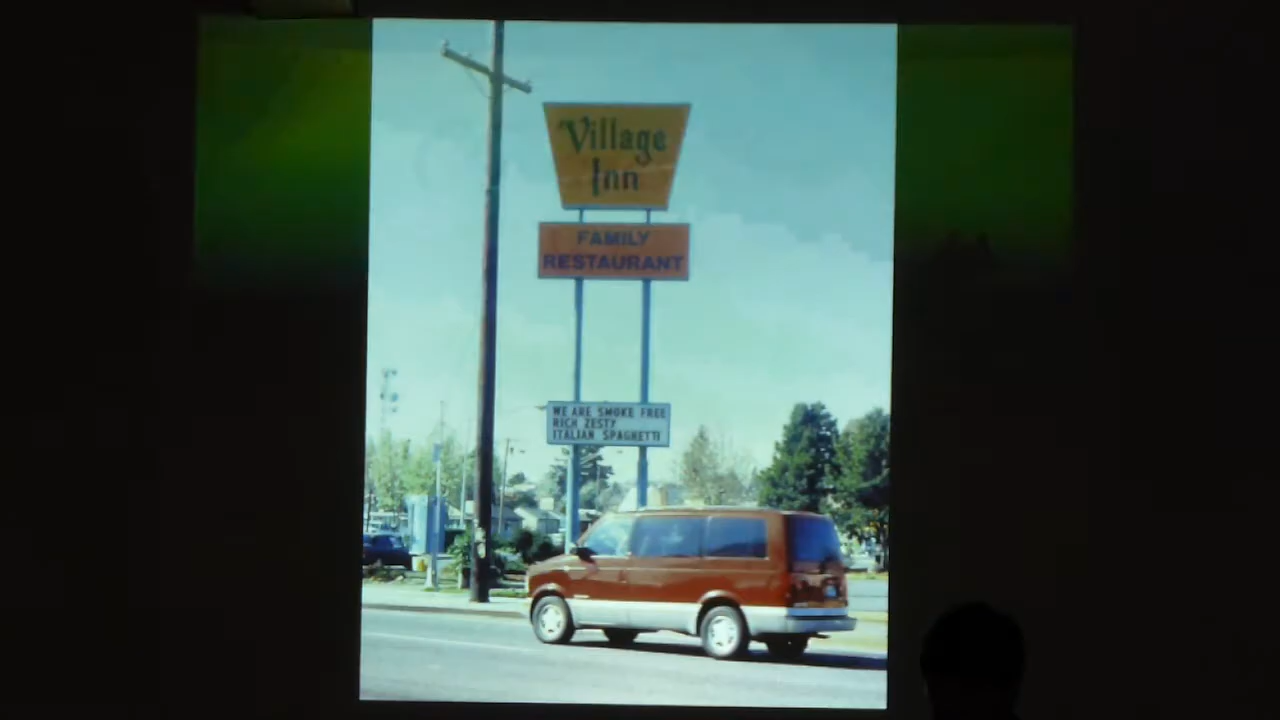 Village
Inn
FAMILY
RESTAURANT
WE ARE SMOKE FREE
RICH ZESTY
ITALIAN SPAGHETTI